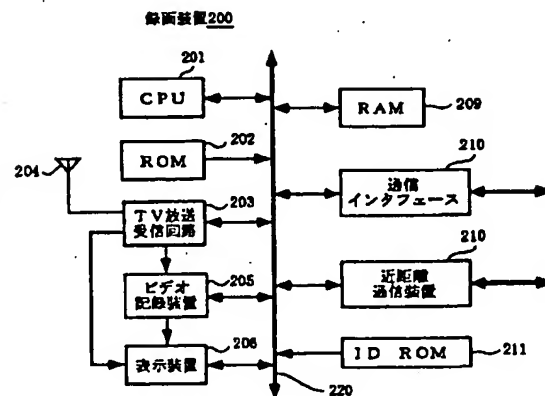 録画装置200
201
CPU
202
ROM
204
203
TV放送
受信回路
205
ビデオ
記録装置
206
表示装置
RAM
209
210
通信
インタフェース
210
近距離
通信装置
ID ROM
211
220